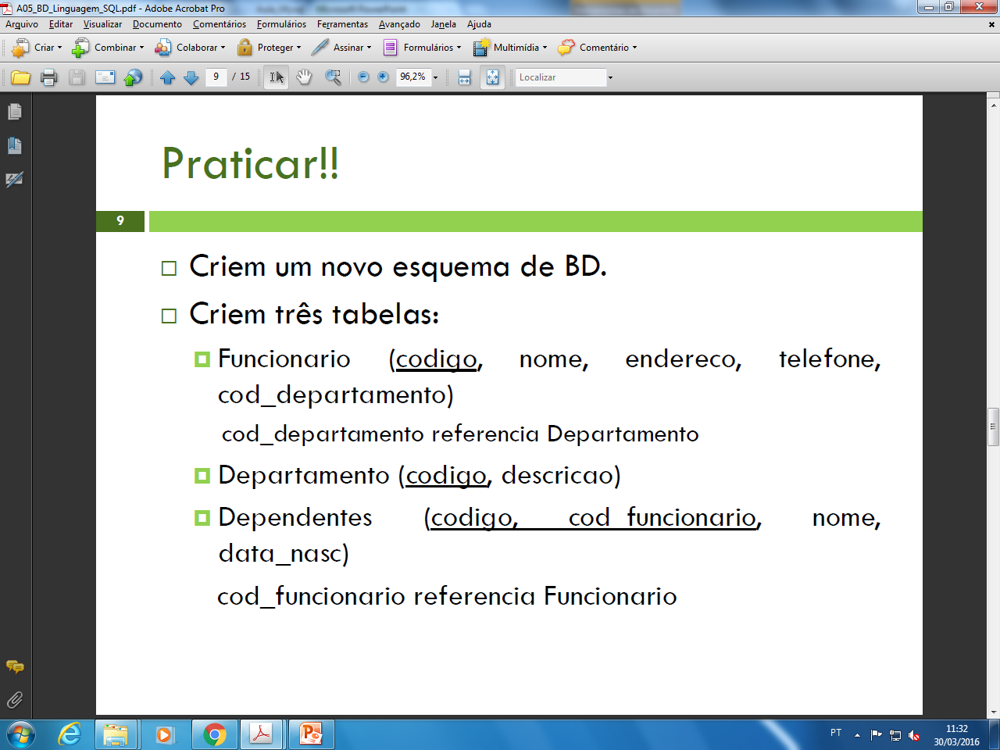 A05_BD_Linguagem_SQL.pdf - Adobe Acrobat Pro
Arquivo Editar Visualizar Documento Comentários Formulários Ferramentas Avançado Janela Ajuda
Criar Combinar Colaborar Proteger Assinar Formulários Multimídia Comentário
9 / 15 96,2% Localizar
Praticar!!
9
Criem um novo esquema de BD.
Criem três tabelas:
Funcionario (codigo, nome, endereco, telefone,
cod_departamento)
cod_departamento referencia Departamento
Departamento (codigo, descricao)
Dependentes (codigo, cod_funcionario, nome,
data_nasc)
cod_funcionario referencia Funcionario
PT 11:32
30/03/2016